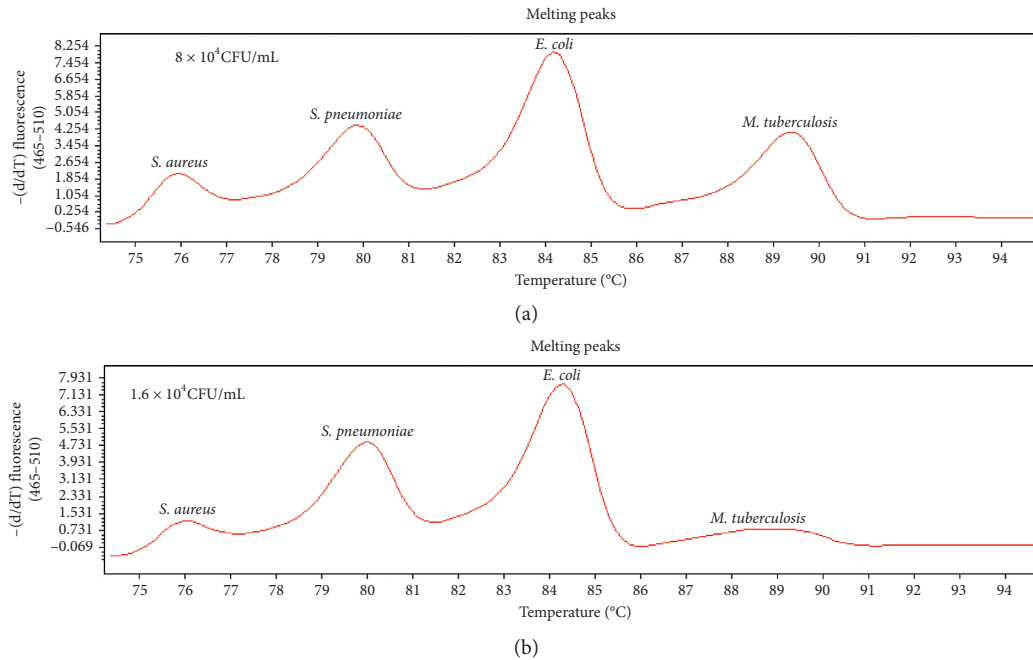 Melting peaks
8.254
7.454
6.654
5.854
5.054
4.254
3.454
2.654
1.854
1.054
0.254
−0.546
−(d/dT) fluorescence
(465–510)
8 × 10⁴CFU/mL
S. aureus
S. pneumoniae
E. coli
M. tuberculosis
75 76 77 78 79 80 81 82 83 84 85 86 87 88 89 90 91 92 93 94
Temperature (°C)
(a)
Melting peaks
7.931
7.131
6.331
5.531
4.731
3.931
3.131
2.331
1.531
0.731
−0.069
−(d/dT) fluorescence
(465–510)
1.6 × 10⁴CFU/mL
S. aureus
S. pneumoniae
E. coli
M. tuberculosis
75 76 77 78 79 80 81 82 83 84 85 86 87 88 89 90 91 92 93 94
Temperature (°C)
(b)